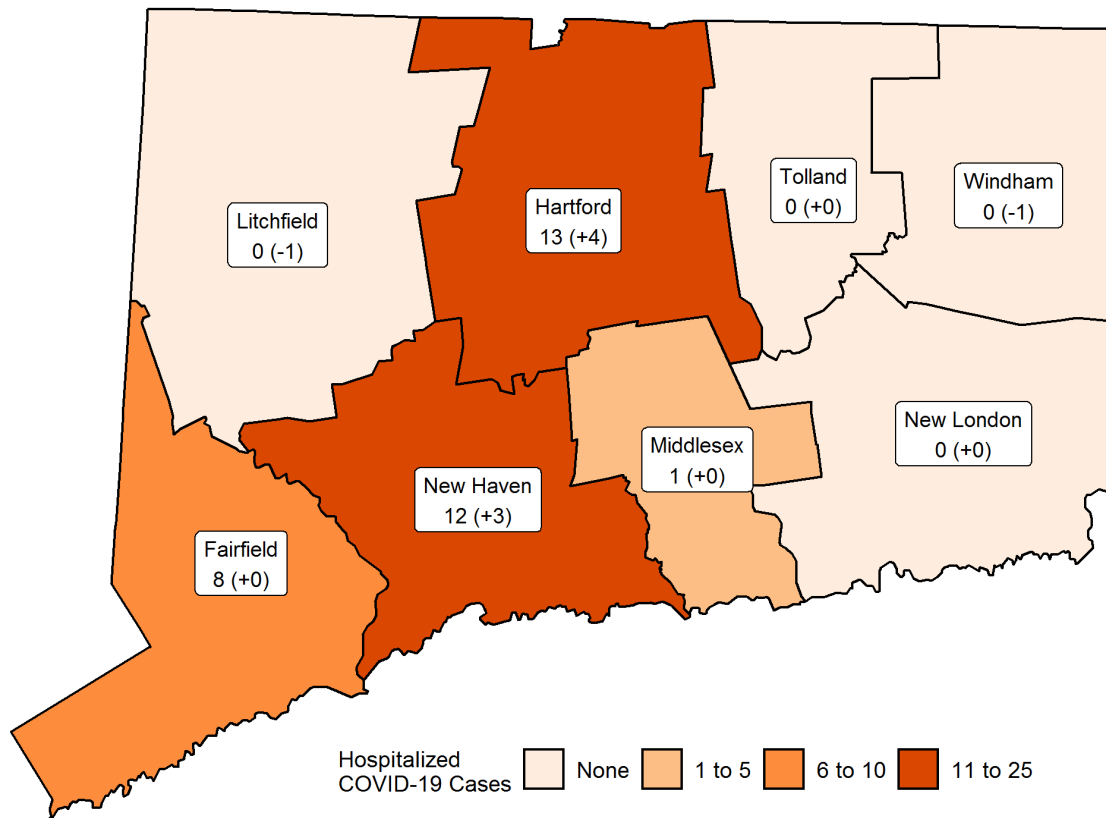 Tolland
0 (+0)
Windham
0 (-1)
Hartford
13 (+4)
Litchfield
0 (-1)
New London
0 (+0)
Middlesex
1 (+0)
New Haven
12 (+3)
Fairfield
8 (+0)
Hospitalized
COVID-19 Cases
None
1 to 5
6 to 10
11 to 25